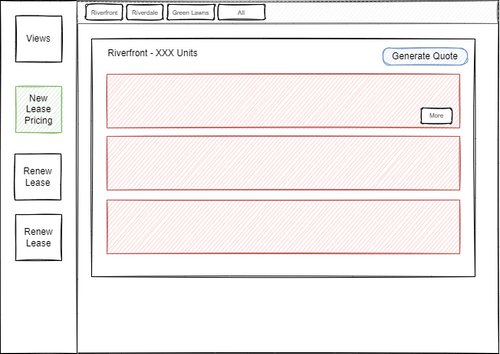 Riverfront
Riverdale
Green Lawns
All
Views
Riverfront - XXX Units
Generate Quote
New
Lease
Pricing
More
Renew
Lease
Renew
Lease